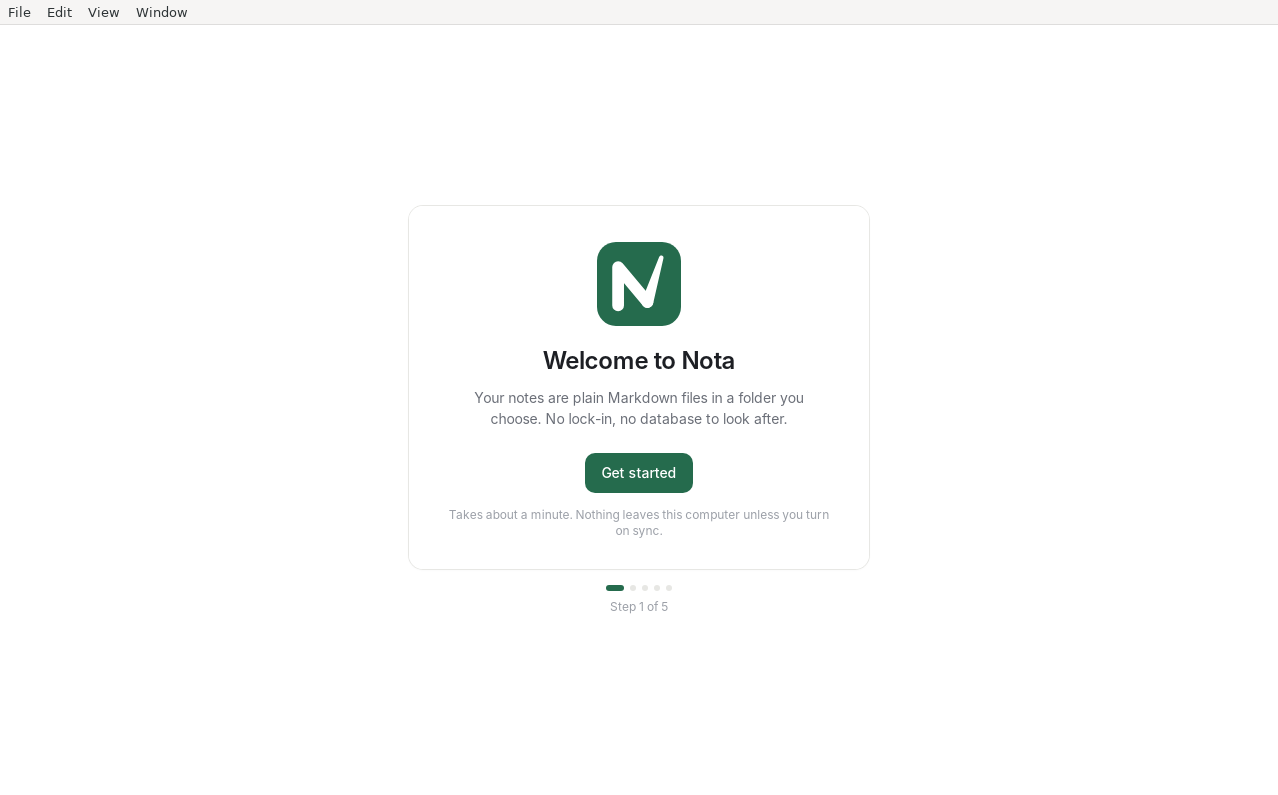 File Edit View Window
Welcome to Nota
Your notes are plain Markdown files in a folder you
choose. No lock-in, no database to look after.
Get started
Takes about a minute. Nothing leaves this computer unless you turn
on sync.
Step 1 of 5